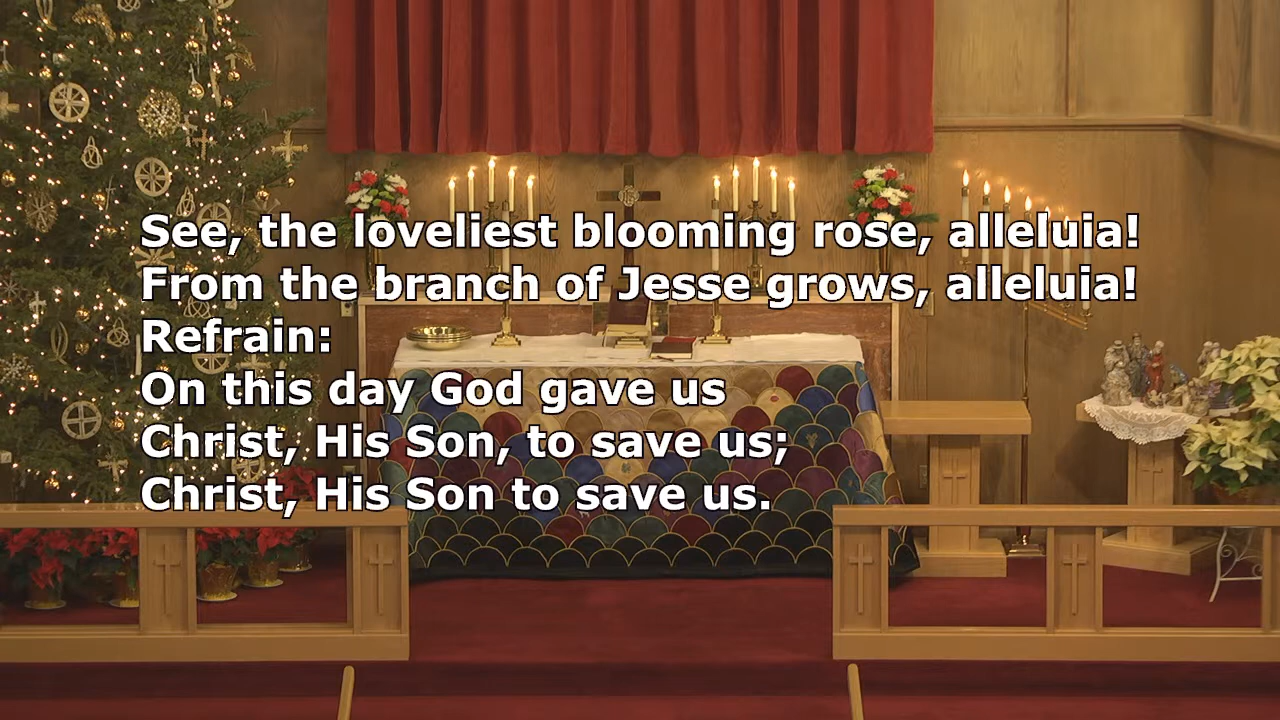 See, the loveliest blooming rose, alleluia!
From the branch of Jesse grows, alleluia!
Refrain:
On this day God gave us
Christ, His Son, to save us;
Christ, His Son to save us.